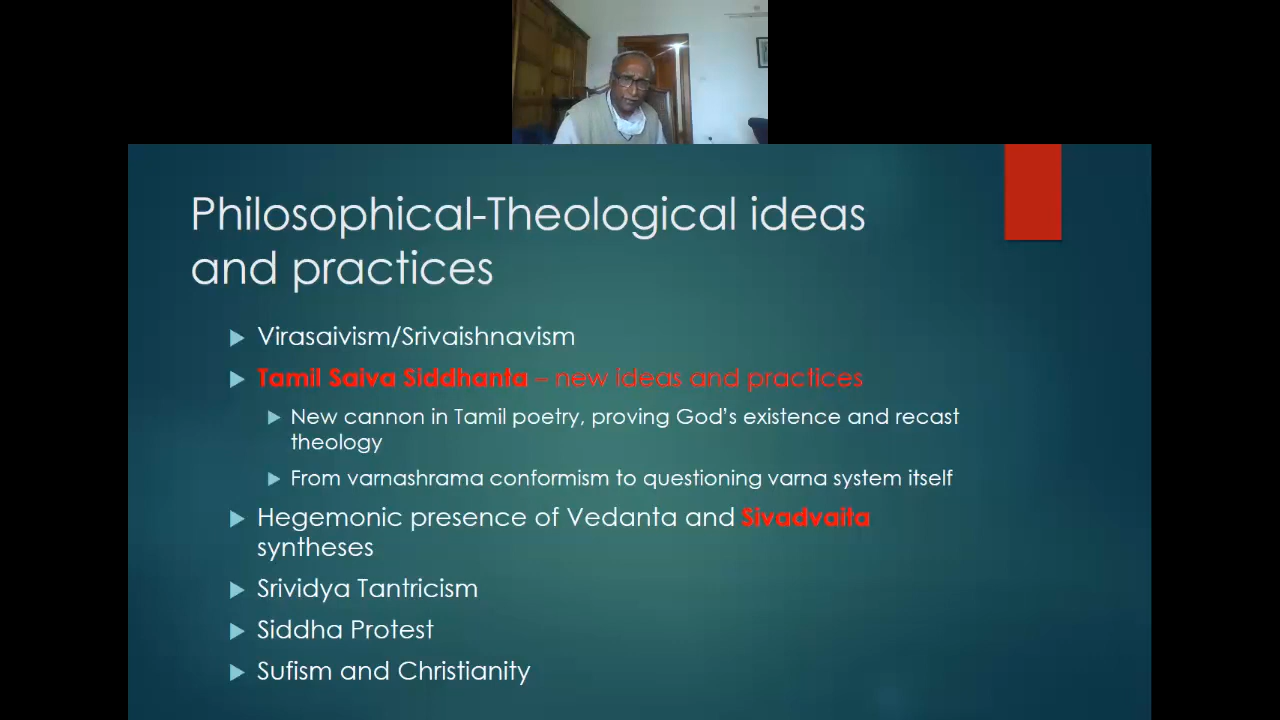 Philosophical-Theological ideas
and practices
Virasaivism/Srivaishnavism
Tamil Saiva Siddhanta – new ideas and practices
New cannon in Tamil poetry, proving God's existence and recast
theology
From varnashrama conformism to questioning varna system itself
Hegemonic presence of Vedanta and Sivadvaita
syntheses
Srividya Tantricism
Siddha Protest
Sufism and Christianity